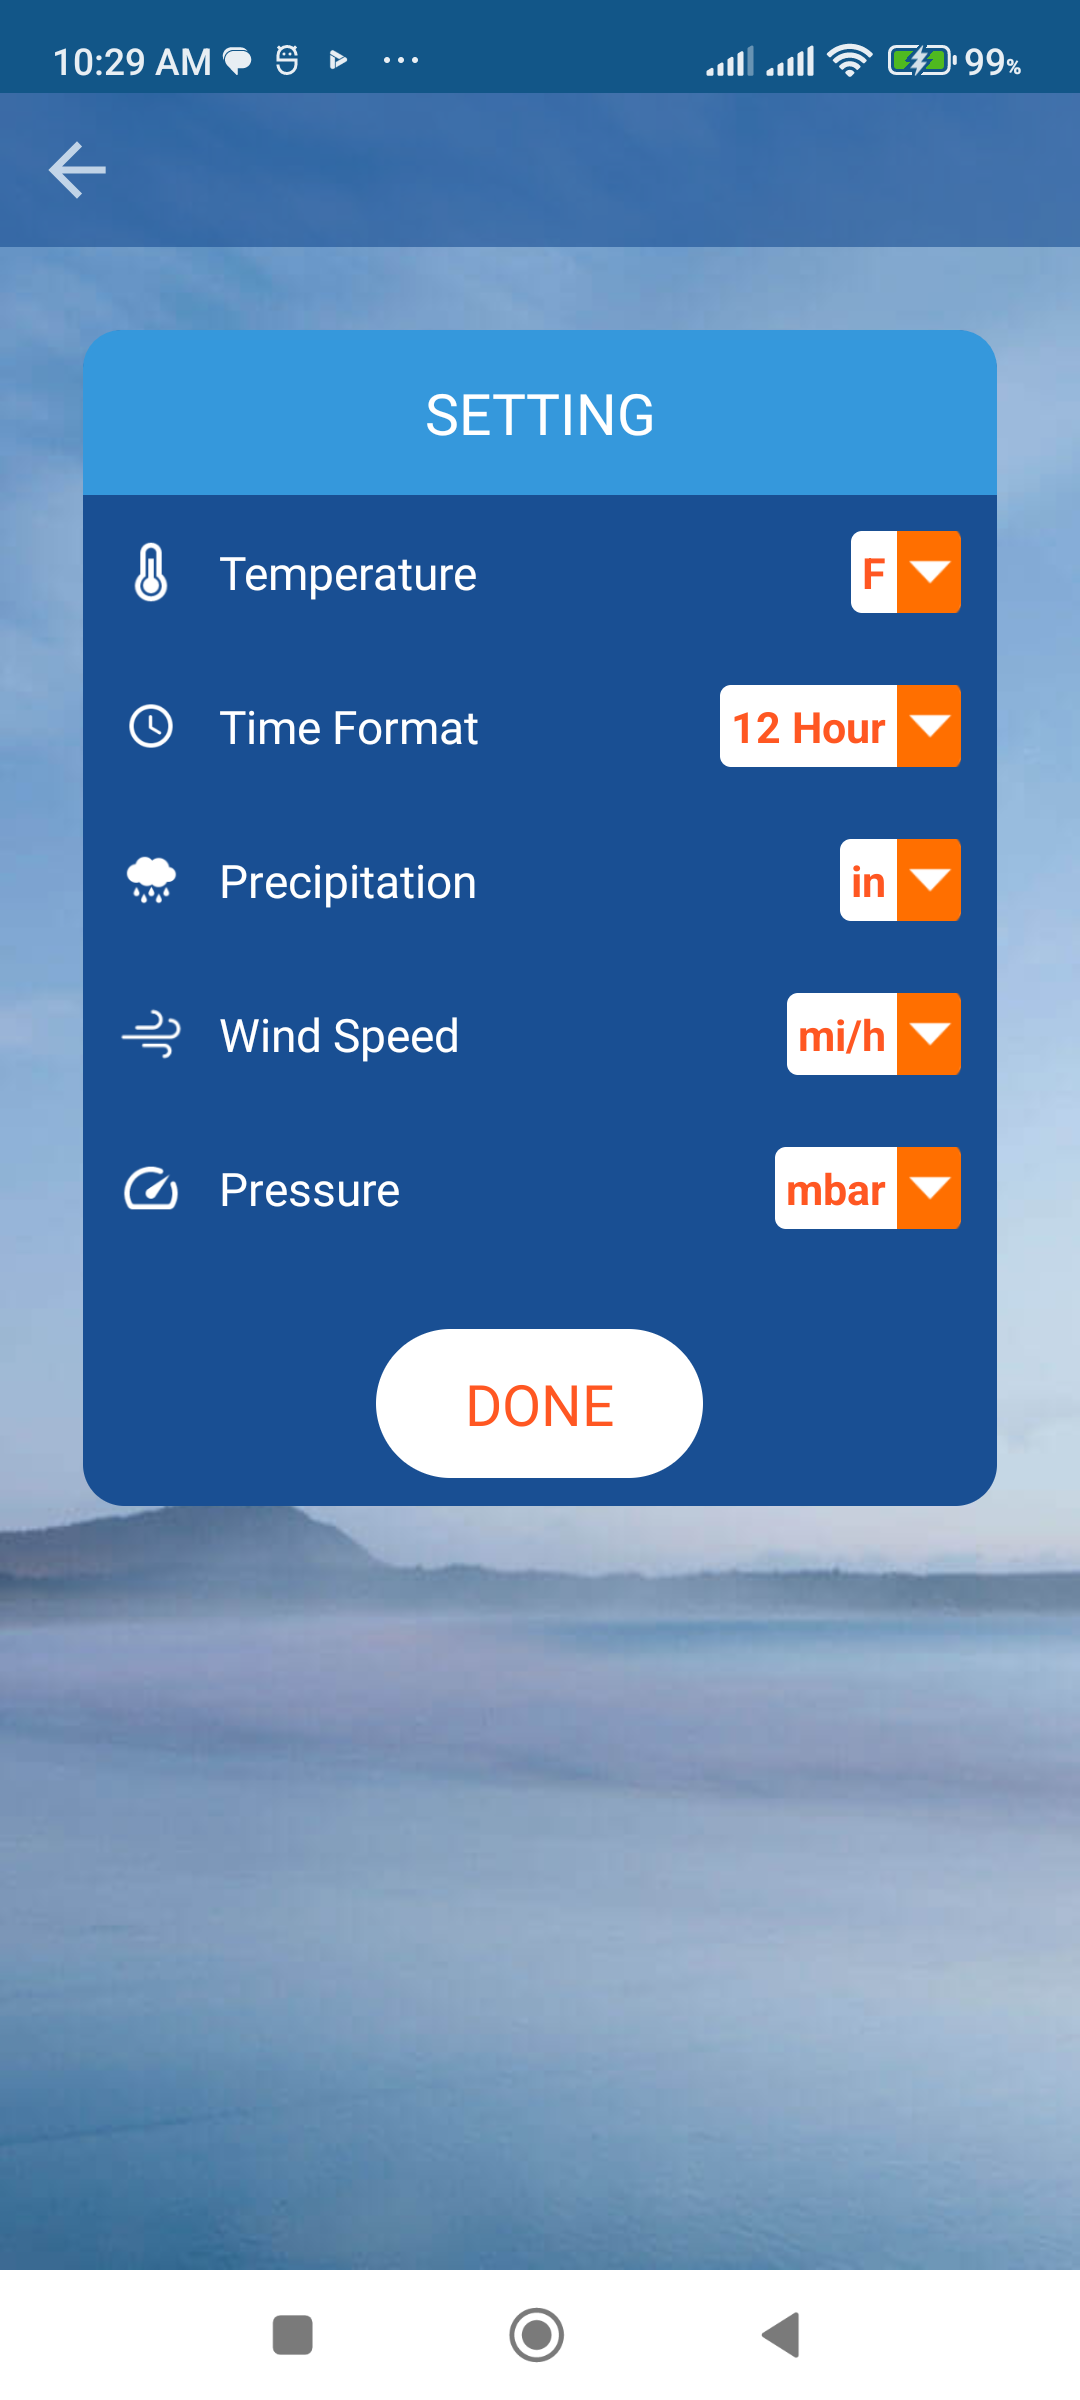 10:29 AM 99%
SETTING
Temperature F
Time Format 12 Hour
Precipitation in
Wind Speed mi/h
Pressure mbar
DONE